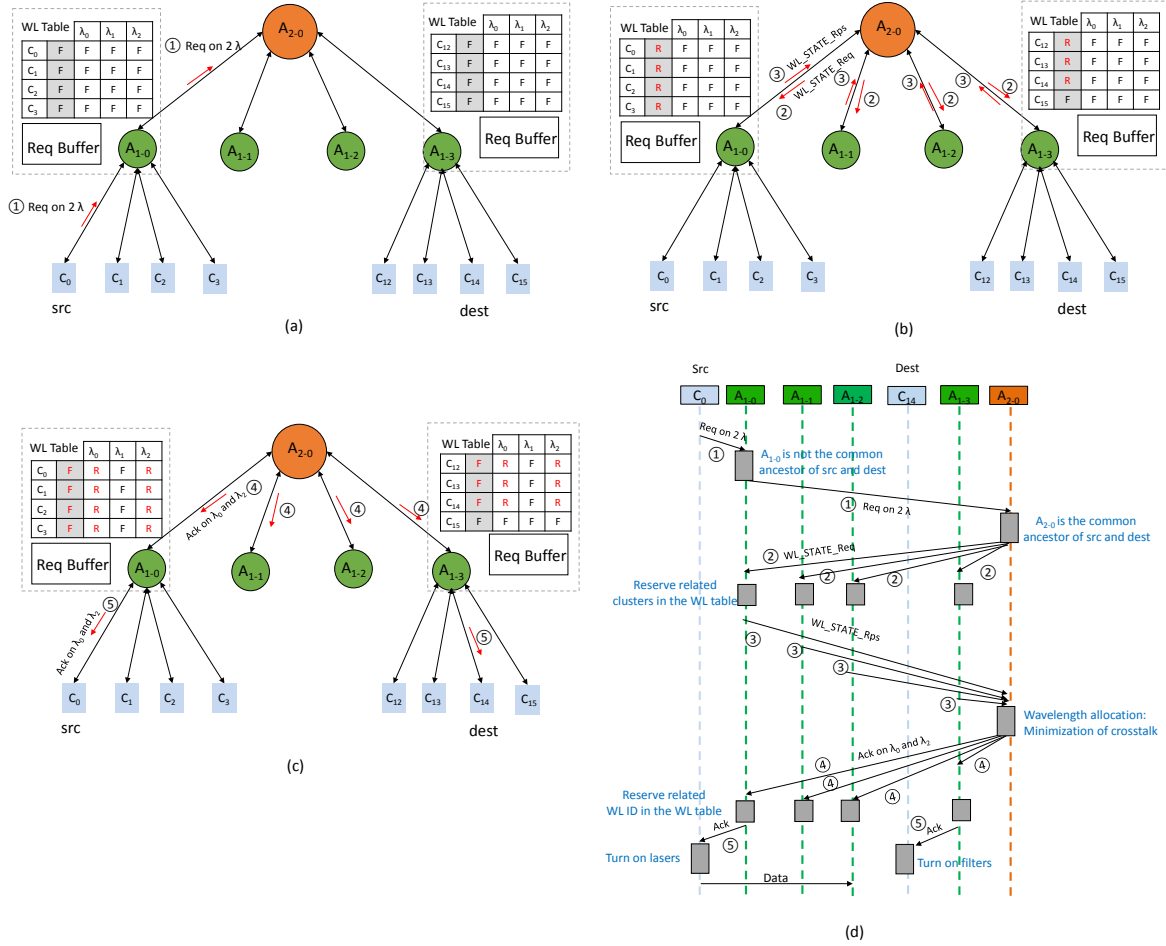 WL Table λ0 λ1 λ2
C0 F F F F
C1 F F F F
C2 F F F F
C3 F F F F
Req Buffer
① Req on 2 λ
A2-0
WL Table λ0 λ1 λ2
C12 F F F F
C13 F F F F
C14 F F F F
C15 F F F F
Req Buffer
A1-0
A1-1
A1-2
A1-3
① Req on 2 λ
C0
C1
C2
C3
C12
C13
C14
C15
src
dest
(a)
WL Table λ0 λ1 λ2
C0 R F F F
C1 R F F F
C2 R F F F
C3 R F F F
Req Buffer
③ WL_STATE_Rps
② WL_STATE_Req
A2-0
③
②
③
②
③
②
WL Table λ0 λ1 λ2
C12 R F F F
C13 R F F F
C14 R F F F
C15 F F F F
Req Buffer
A1-0
A1-1
A1-2
A1-3
C0
C1
C2
C3
C12
C13
C14
C15
src
dest
(b)
WL Table λ0 λ1 λ2
C0 F R F R
C1 F R F R
C2 F R F R
C3 F R F R
Req Buffer
A2-0
Ack on λ0 and λ2 ④
④
④
④
WL Table λ0 λ1 λ2
C12 F R F R
C13 F R F R
C14 F R F R
C15 F F F F
Req Buffer
A1-0
A1-1
A1-2
A1-3
Ack on λ0 and λ2 ⑤
⑤
C0
C1
C2
C3
C12
C13
C14
C15
src
dest
(c)
Src
Dest
C0
A1-0
A1-1
A1-2
C14
A1-3
A2-0
Req on 2 λ
①
A1-0 is not the common
ancestor of src and dest
① Req on 2 λ
A2-0 is the common
ancestor of src and dest
② WL_STATE_Req
②
②
②
Reserve related
clusters in the WL table
WL_STATE_Rps
③
③
③
③
Wavelength allocation:
Minimization of crosstalk
Ack on λ0 and λ2
④
④
④
④
Reserve related
WL ID in the WL table
Ack
⑤
⑤
Ack
Turn on lasers
Turn on filters
Data
(d)